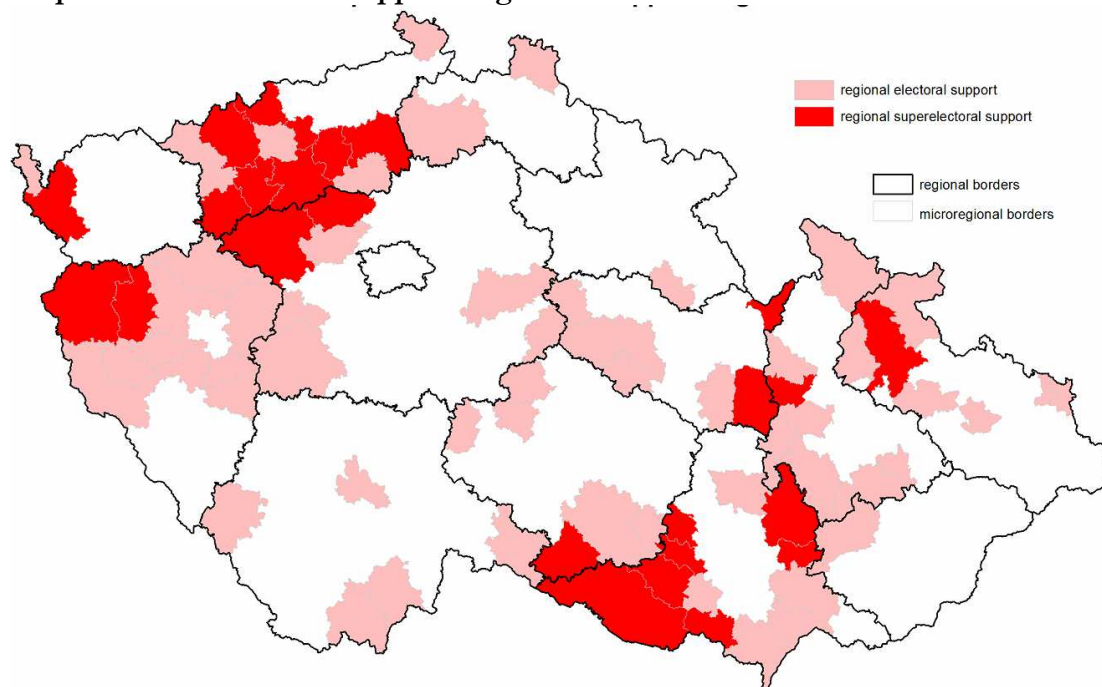 regional electoral support
regional superelectoral support
regional borders
microregional borders